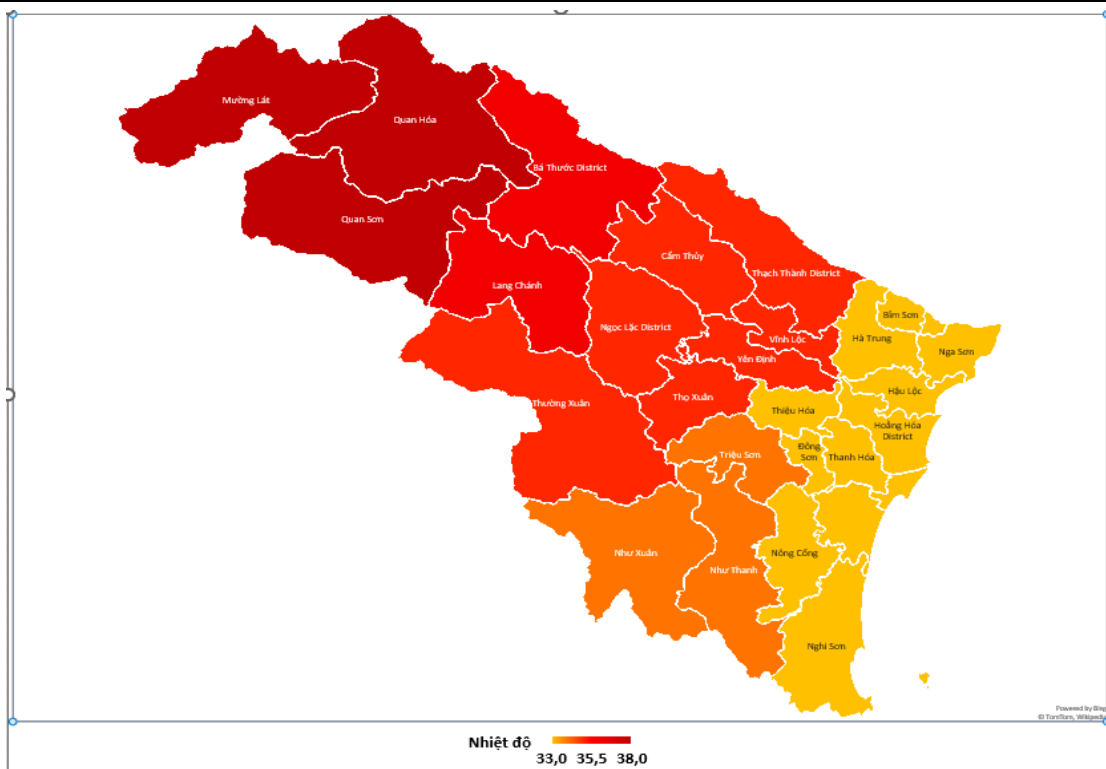 Mường Lát
Quan Hóa
Bá Thước District
Quan Sơn
Cẩm Thủy
Thạch Thành District
Lang Chánh
Bỉm Sơn
Ngọc Lặc District
Hà Trung
Vĩnh Lộc
Nga Sơn
Yên Định
Hậu Lộc
Thọ Xuân
Thường Xuân
Thiệu Hóa
Hoằng Hóa
District
Đông
Sơn
Triệu Sơn
Thanh Hóa
Như Xuân
Nông Cống
Như Thanh
Nghi Sơn
Powered by Bing
© TomTom, Wikipedia
Nhiệt độ
33,0 35,5 38,0